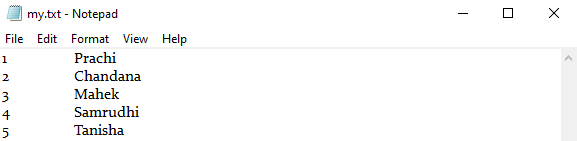 my.txt - Notepad
File Edit Format View Help
1 Prachi
2 Chandana
3 Mahek
4 Samrudhi
5 Tanisha